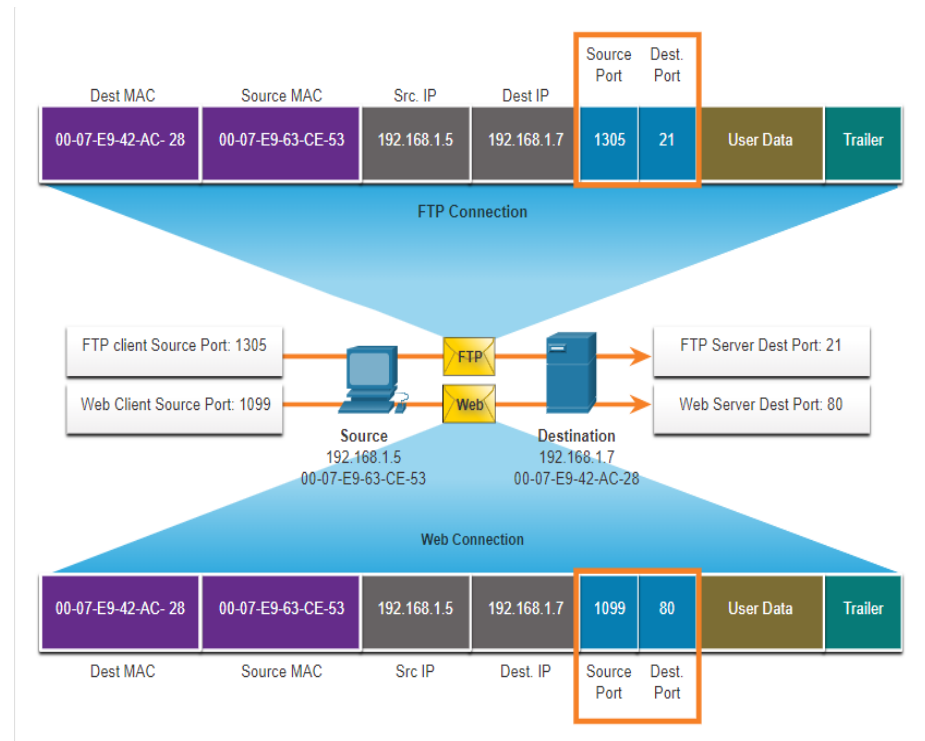 Source Port
Dest. Port
Dest MAC
Source MAC
Src. IP
Dest IP
00-07-E9-42-AC- 28
00-07-E9-63-CE-53
192.168.1.5
192.168.1.7
1305
21
User Data
Trailer
FTP Connection
FTP client Source Port: 1305
FTP
FTP Server Dest Port: 21
Web Client Source Port: 1099
Web
Web Server Dest Port: 80
Source
192.168.1.5
00-07-E9-63-CE-53
Destination
192.168.1.7
00-07-E9-42-AC-28
Web Connection
00-07-E9-42-AC- 28
00-07-E9-63-CE-53
192.168.1.5
192.168.1.7
1099
80
User Data
Trailer
Dest MAC
Source MAC
Src IP
Dest. IP
Source Port
Dest. Port